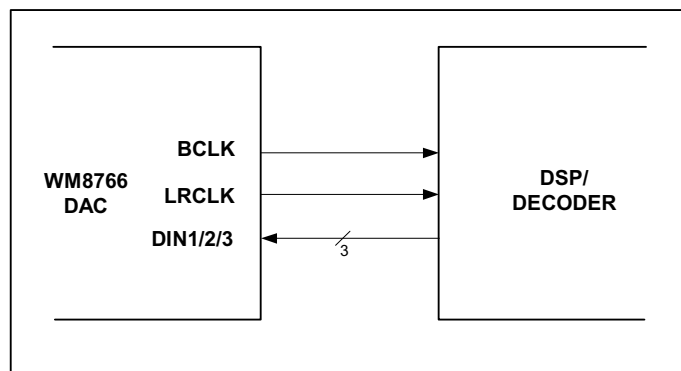 BCLK
WM8766
DAC
LRCLK
DIN1/2/3
3
DSP/
DECODER